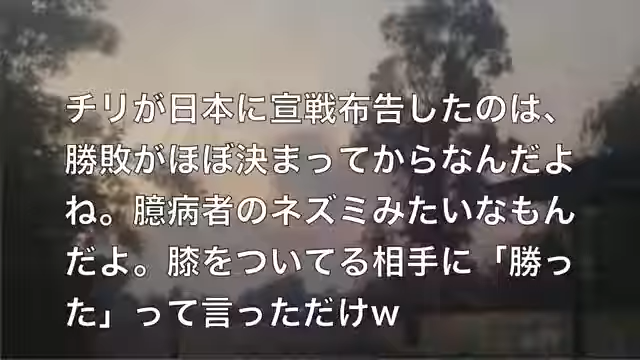 チリが日本に宣戦布告したのは、
勝敗がほぼ決まってからなんだよ
ね。臆病者のネズミみたいなもん
だよ。膝をついてる相手に「勝っ
た」って言っただけw